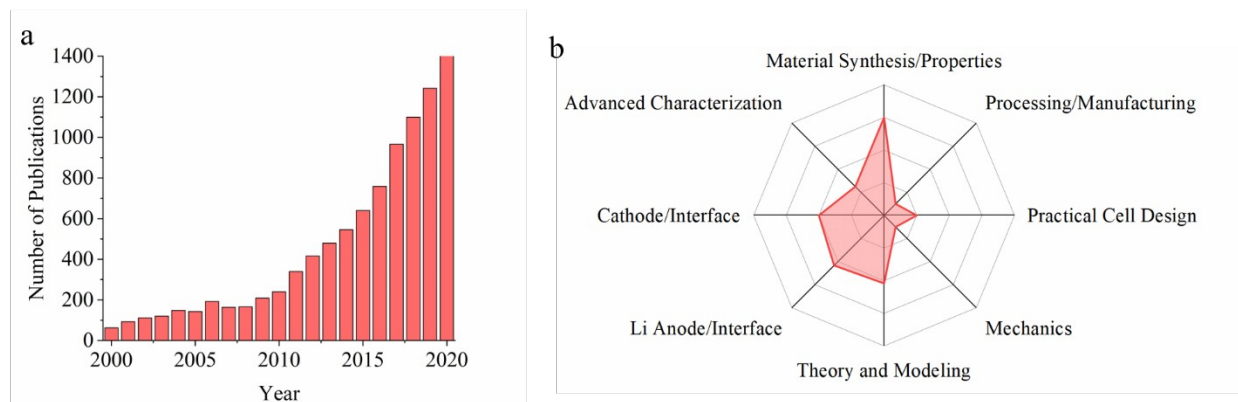 a
1400
1200
1000
800
600
400
200
0
Number of Publications
2000
2005
2010
2015
2020
Year
b
Material Synthesis/Properties
Advanced Characterization
Processing/Manufacturing
Cathode/Interface
Practical Cell Design
Li Anode/Interface
Mechanics
Theory and Modeling